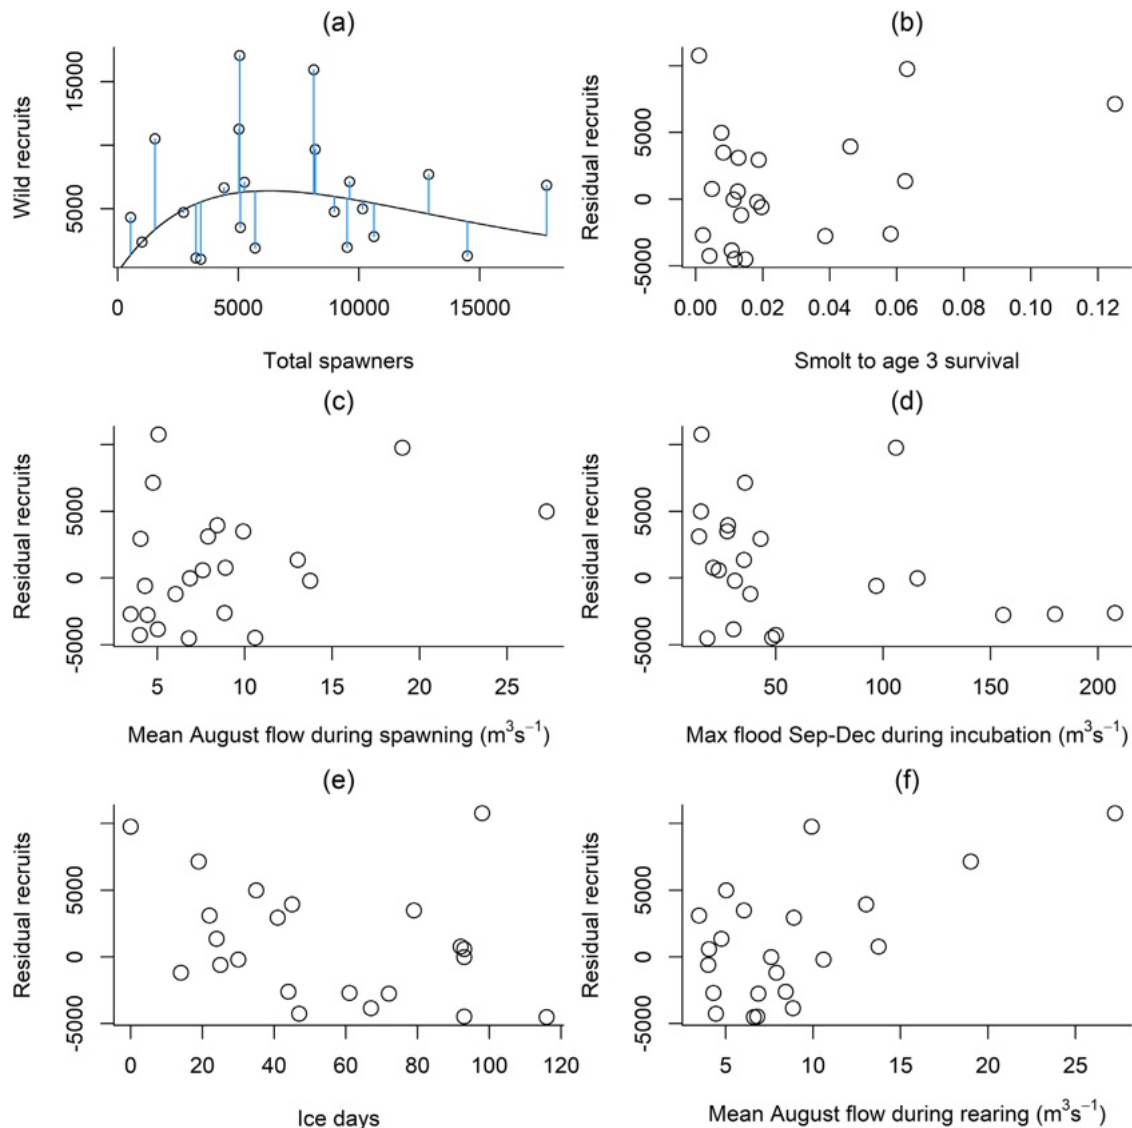 (a)
Wild recruits
15000
5000
0 5000 10000 15000
Total spawners
(b)
Residual recruits
5000
0
-5000
0.00 0.02 0.04 0.06 0.08 0.10 0.12
Smolt to age 3 survival
(c)
Residual recruits
5000
0
-5000
5 10 15 20 25
Mean August flow during spawning (m³s⁻¹)
(d)
Residual recruits
5000
0
-5000
50 100 150 200
Max flood Sep-Dec during incubation (m³s⁻¹)
(e)
Residual recruits
5000
0
-5000
0 20 40 60 80 100 120
Ice days
(f)
Residual recruits
5000
0
-5000
5 10 15 20 25
Mean August flow during rearing (m³s⁻¹)